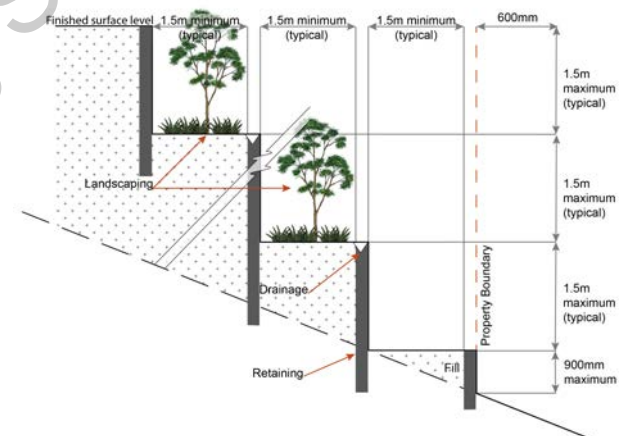 Finished surface level
1.5m minimum
(typical)
1.5m minimum
(typical)
1.5m minimum
(typical)
600mm
1.5m
maximum
(typical)
Landscaping
1.5m
maximum
(typical)
Drainage
Property Boundary
1.5m
maximum
(typical)
Retaining
Fill
900mm
maximum